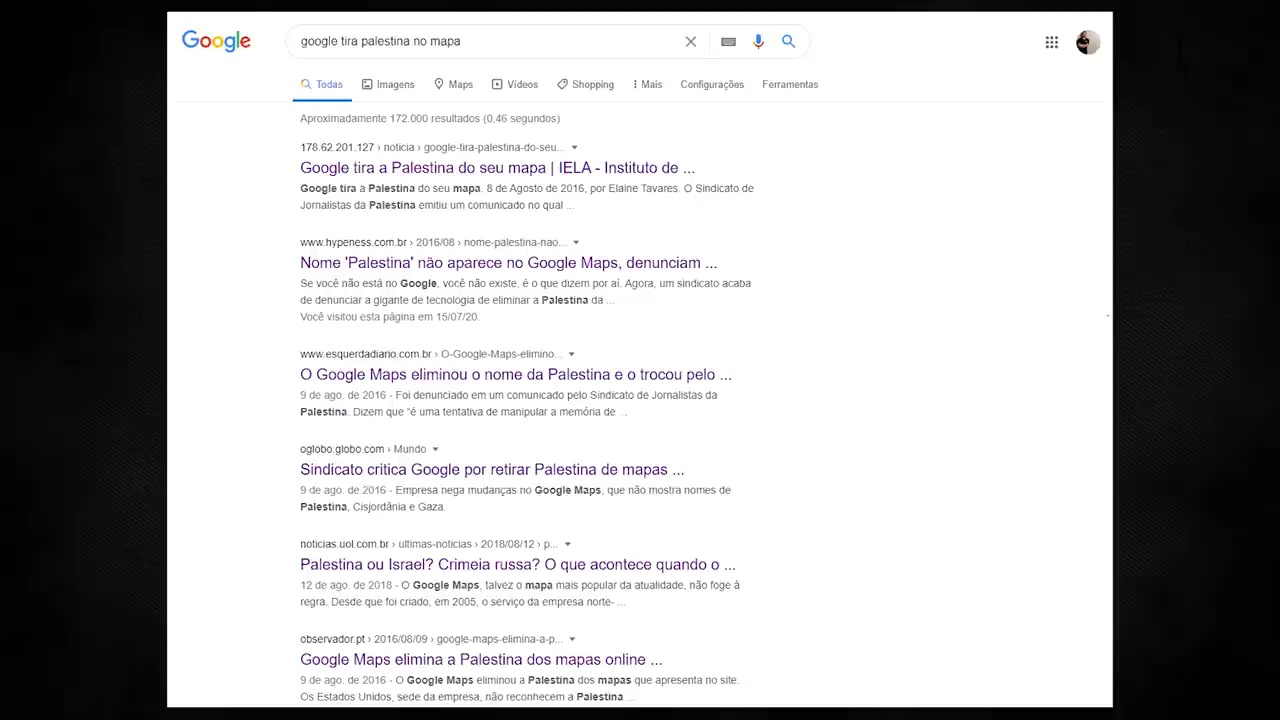 Google google tira palestina no mapa
Todas Imagens Maps Vídeos Shopping Mais Configurações Ferramentas
Aproximadamente 172.000 resultados (0,46 segundos)
178.62.201.127 › noticia › google-tira-palestina-do-seu...
Google tira a Palestina do seu mapa | IELA - Instituto de ...
Google tira a Palestina do seu mapa. 8 de Agosto de 2016, por Elaine Tavares. O Sindicato de
Jornalistas da Palestina emitiu um comunicado no qual ...
www.hypeness.com.br › 2016/08 › nome-palestina-nao...
Nome 'Palestina' não aparece no Google Maps, denunciam ...
Se você não está no Google, você não existe, é o que dizem por aí. Agora, um sindicato acaba
de denunciar a gigante de tecnologia de eliminar a Palestina da ...
Você visitou esta página em 15/07/20.
www.esquerdadiario.com.br › O-Google-Maps-elimino...
O Google Maps eliminou o nome da Palestina e o trocou pelo ...
9 de ago. de 2016 - Foi denunciado em um comunicado pelo Sindicato de Jornalistas da
Palestina. Dizem que “é uma tentativa de manipular a memória de ...
oglobo.globo.com › Mundo
Sindicato critica Google por retirar Palestina de mapas ...
9 de ago. de 2016 - Empresa nega mudanças no Google Maps, que não mostra nomes de
Palestina, Cisjordânia e Gaza.
noticias.uol.com.br › ultimas-noticias › 2018/08/12 › p...
Palestina ou Israel? Crimeia russa? O que acontece quando o ...
12 de ago. de 2018 - O Google Maps, talvez o mapa mais popular da atualidade, não foge à
regra. Desde que foi criado, em 2005, o serviço da empresa norte- ...
observador.pt › 2016/08/09 › google-maps-elimina-a-p...
Google Maps elimina a Palestina dos mapas online ...
9 de ago. de 2016 - O Google Maps eliminou a Palestina dos mapas que apresenta no site.
Os Estados Unidos, sede da empresa, não reconhecem a Palestina ...